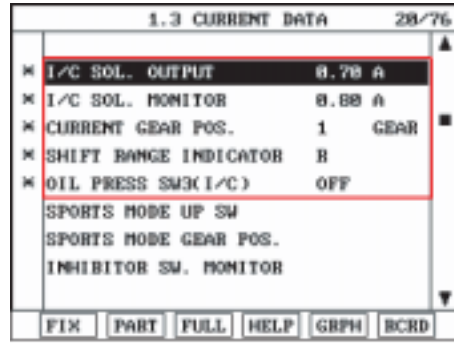 1.3 CURRENT DATA 20/76
× I/C SOL. OUTPUT 0.70 A
× I/C SOL. MONITOR 0.80 A
× CURRENT GEAR POS. 1 GEAR
× SHIFT RANGE INDICATOR R
× OIL PRESS SW3(I/C) OFF
SPORTS MODE UP SW
SPORTS MODE GEAR POS.
INHIBITOR SW. MONITOR
FIX PART FULL HELP GRPH RCRD